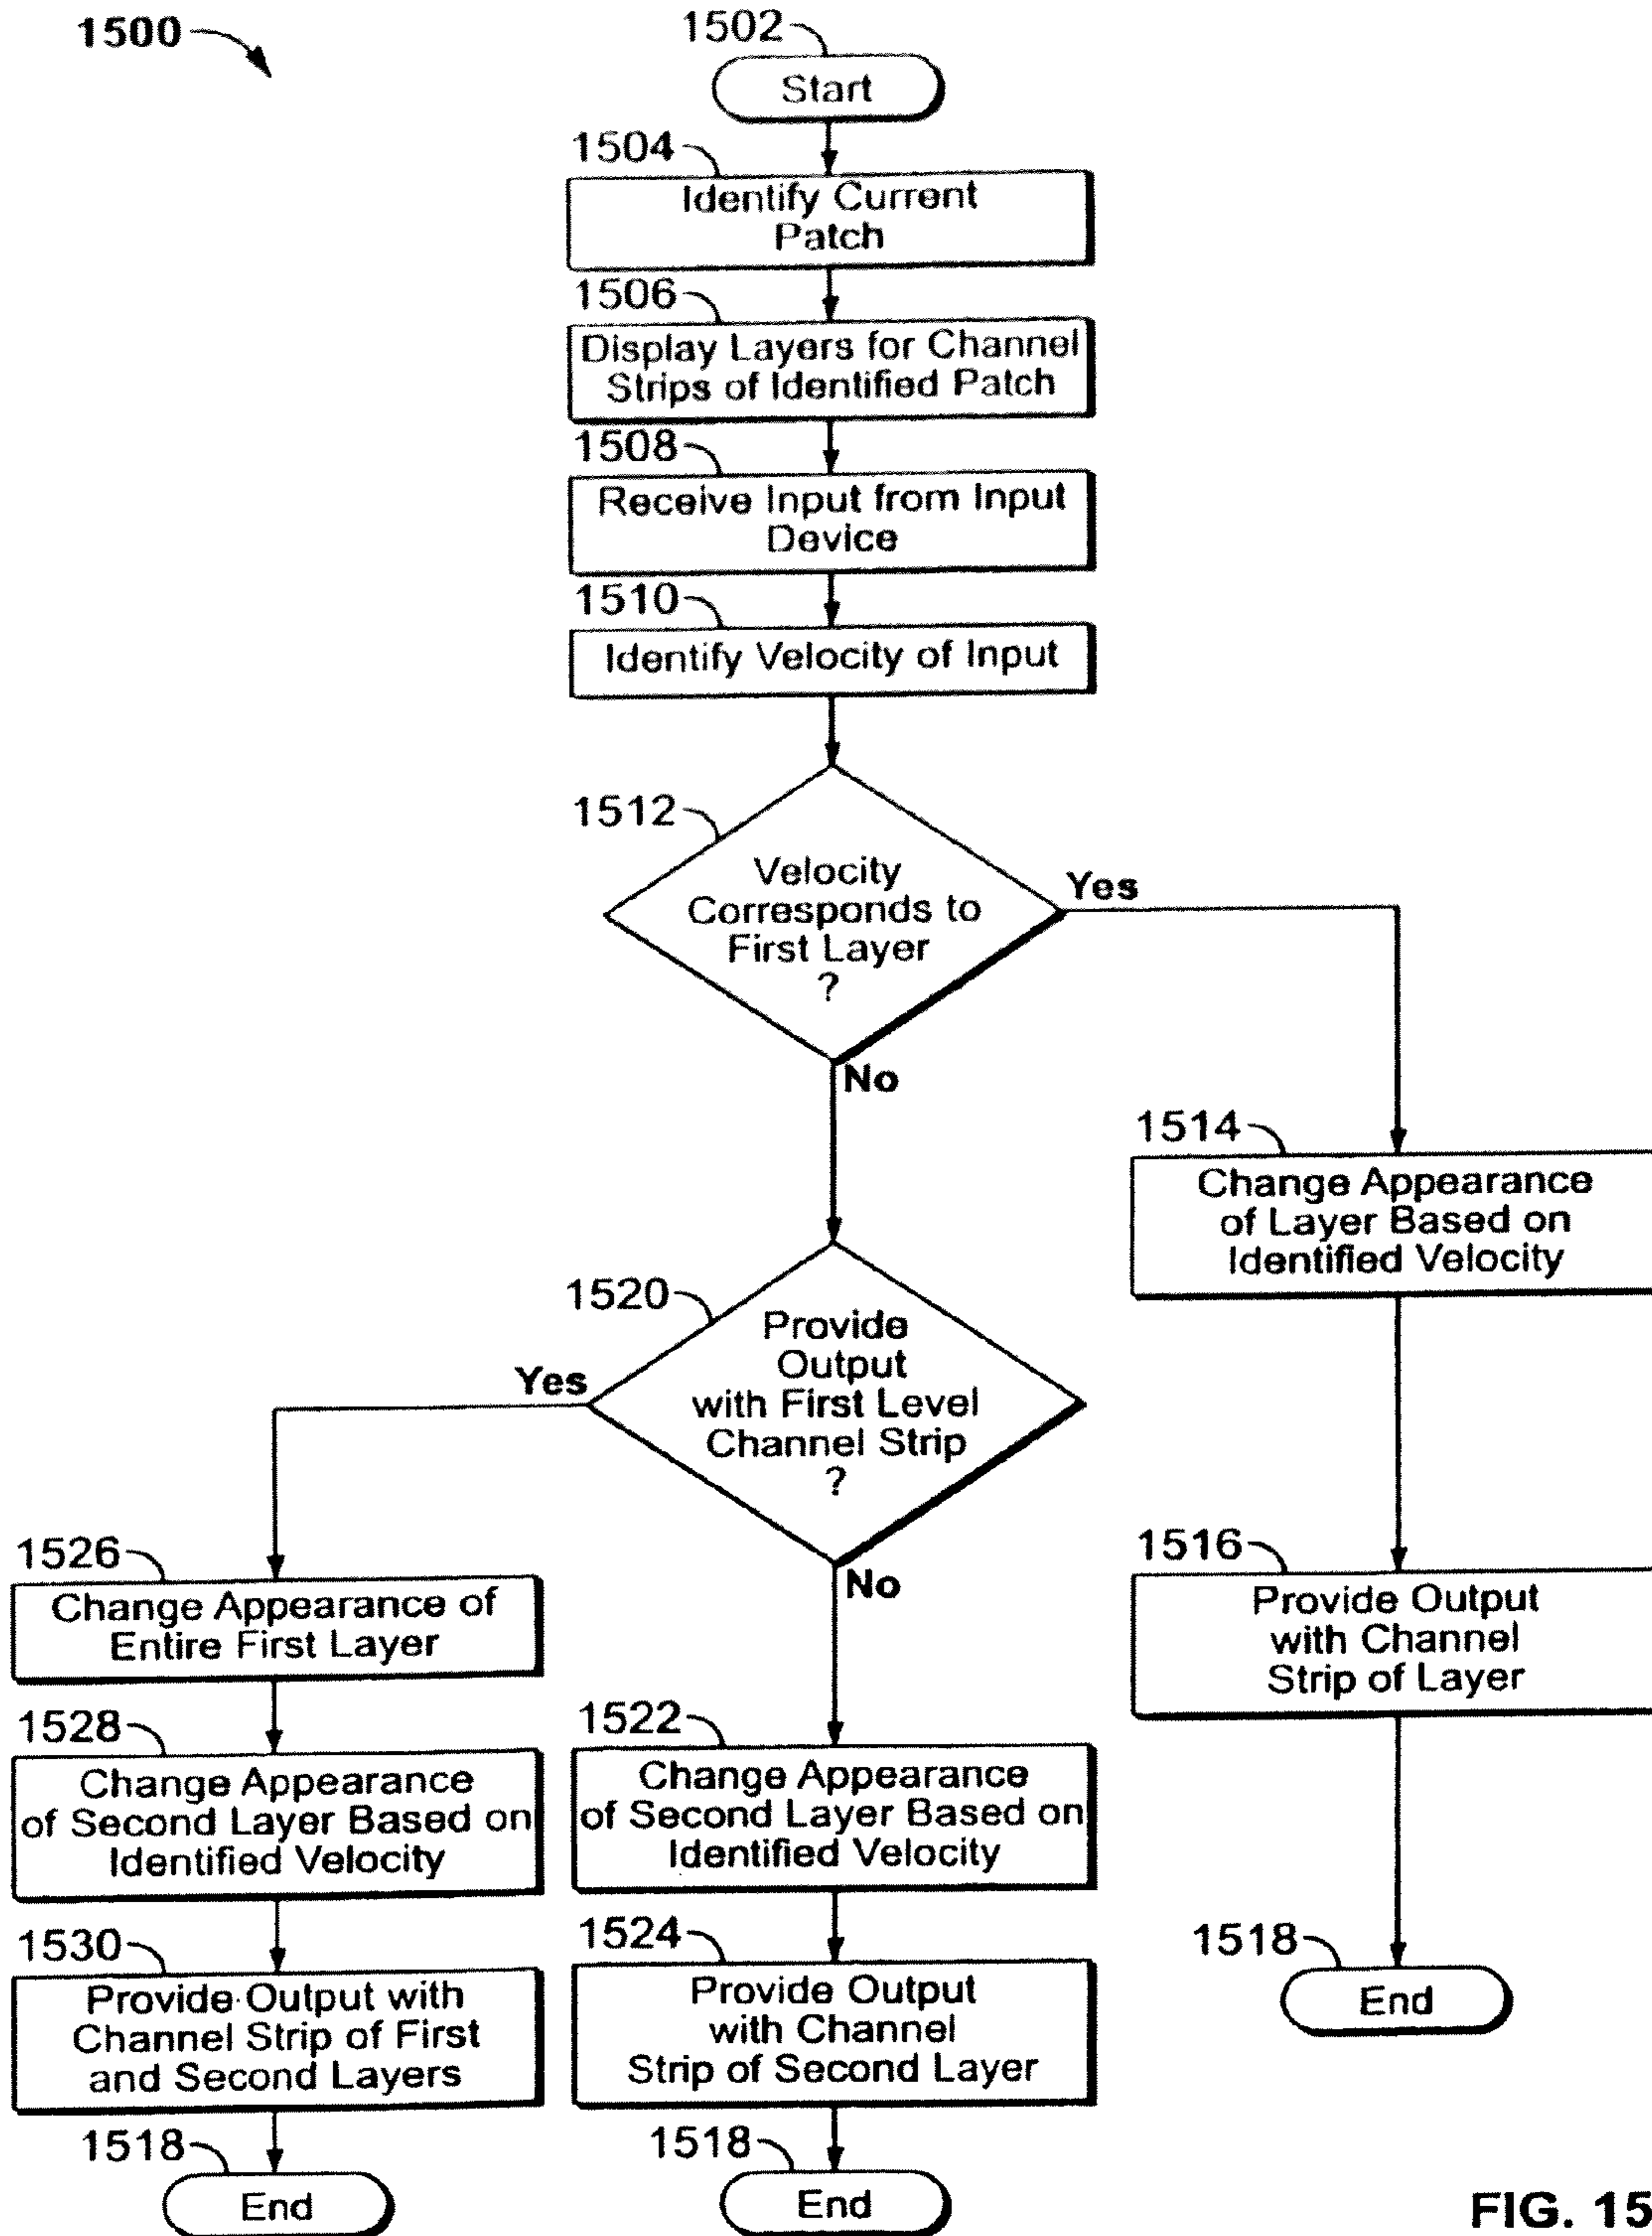 1500
1502
Start
1504
Identify Current
Patch
1506
Display Layers for Channel
Strips of Identified Patch
1508
Receive Input from Input
Device
1510
Identify Velocity of Input
1512
Velocity
Corresponds to
First Layer
?
Yes
No
1514
Change Appearance
of Layer Based on
Identified Velocity
1516
Provide Output
with Channel
Strip of Layer
1518
End
1520
Provide
Output
with First Level
Channel Strip
?
Yes
No
1526
Change Appearance of
Entire First Layer
1528
Change Appearance
of Second Layer Based on
Identified Velocity
1530
Provide Output with
Channel Strip of First
and Second Layers
1518
End
1522
Change Appearance
of Second Layer Based on
Identified Velocity
1524
Provide Output
with Channel
Strip of Second Layer
1518
End
FIG. 15